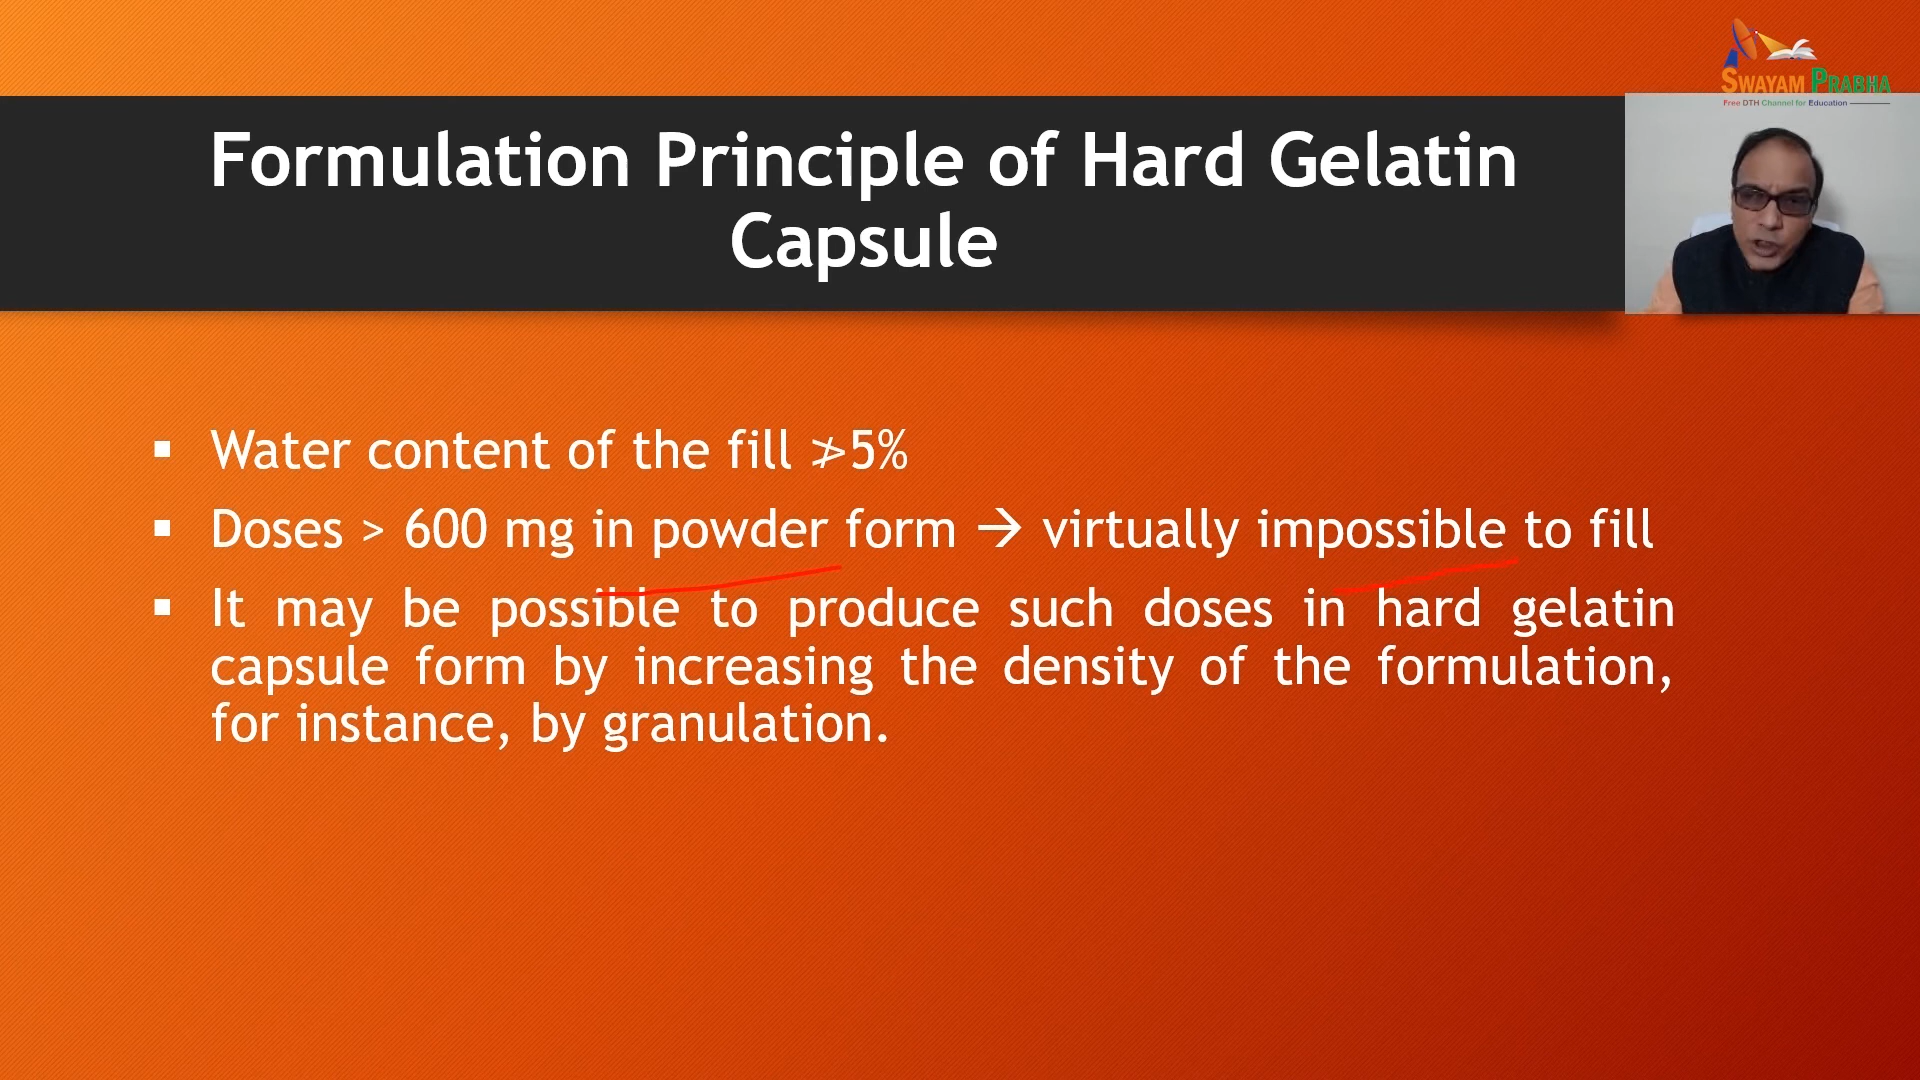 SWAYAM PRABHA
Free DTH Channel for Education
Formulation Principle of Hard Gelatin
Capsule
▪ Water content of the fill ≯5%
▪ Doses > 600 mg in powder form → virtually impossible to fill
▪ It may be possible to produce such doses in hard gelatin
capsule form by increasing the density of the formulation,
for instance, by granulation.